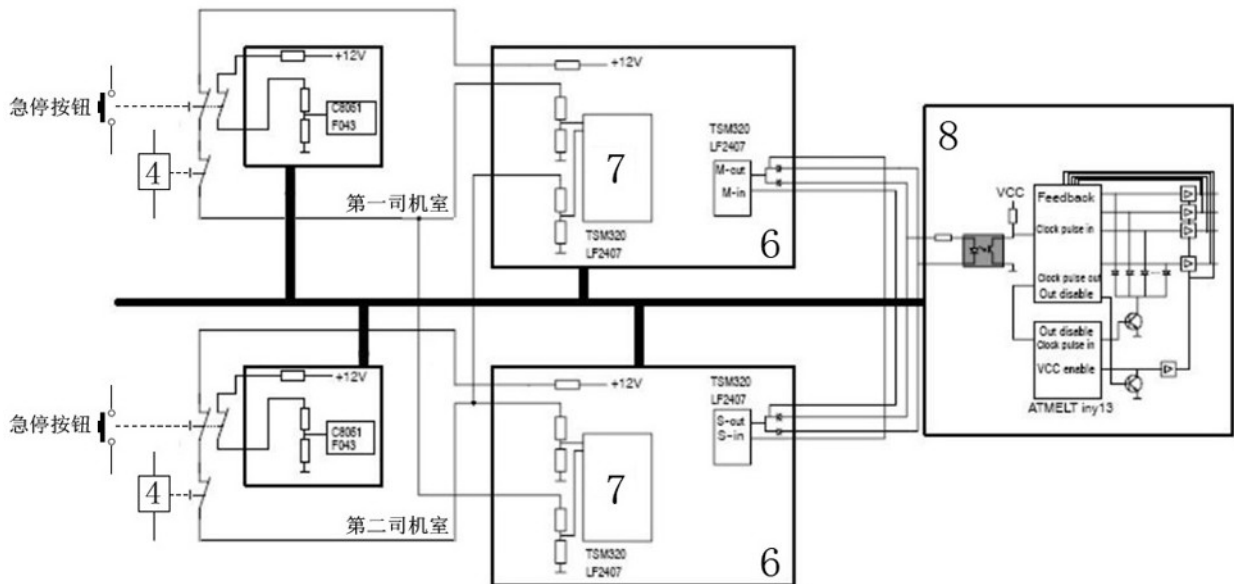 急停按钮
4
+12V
C8051
F043
第一司机室
+12V
7
TSM320
LF2407
TSM320
LF2407
M-out
M-in
6
8
VCC
Feedback
Clock pulse in
Clock pulse out
Out disable
Out disable
Clock pulse in
VCC enable
ATMELT iny13
急停按钮
4
+12V
C8051
F043
第二司机室
+12V
7
TSM320
LF2407
TSM320
LF2407
S-out
S-in
6